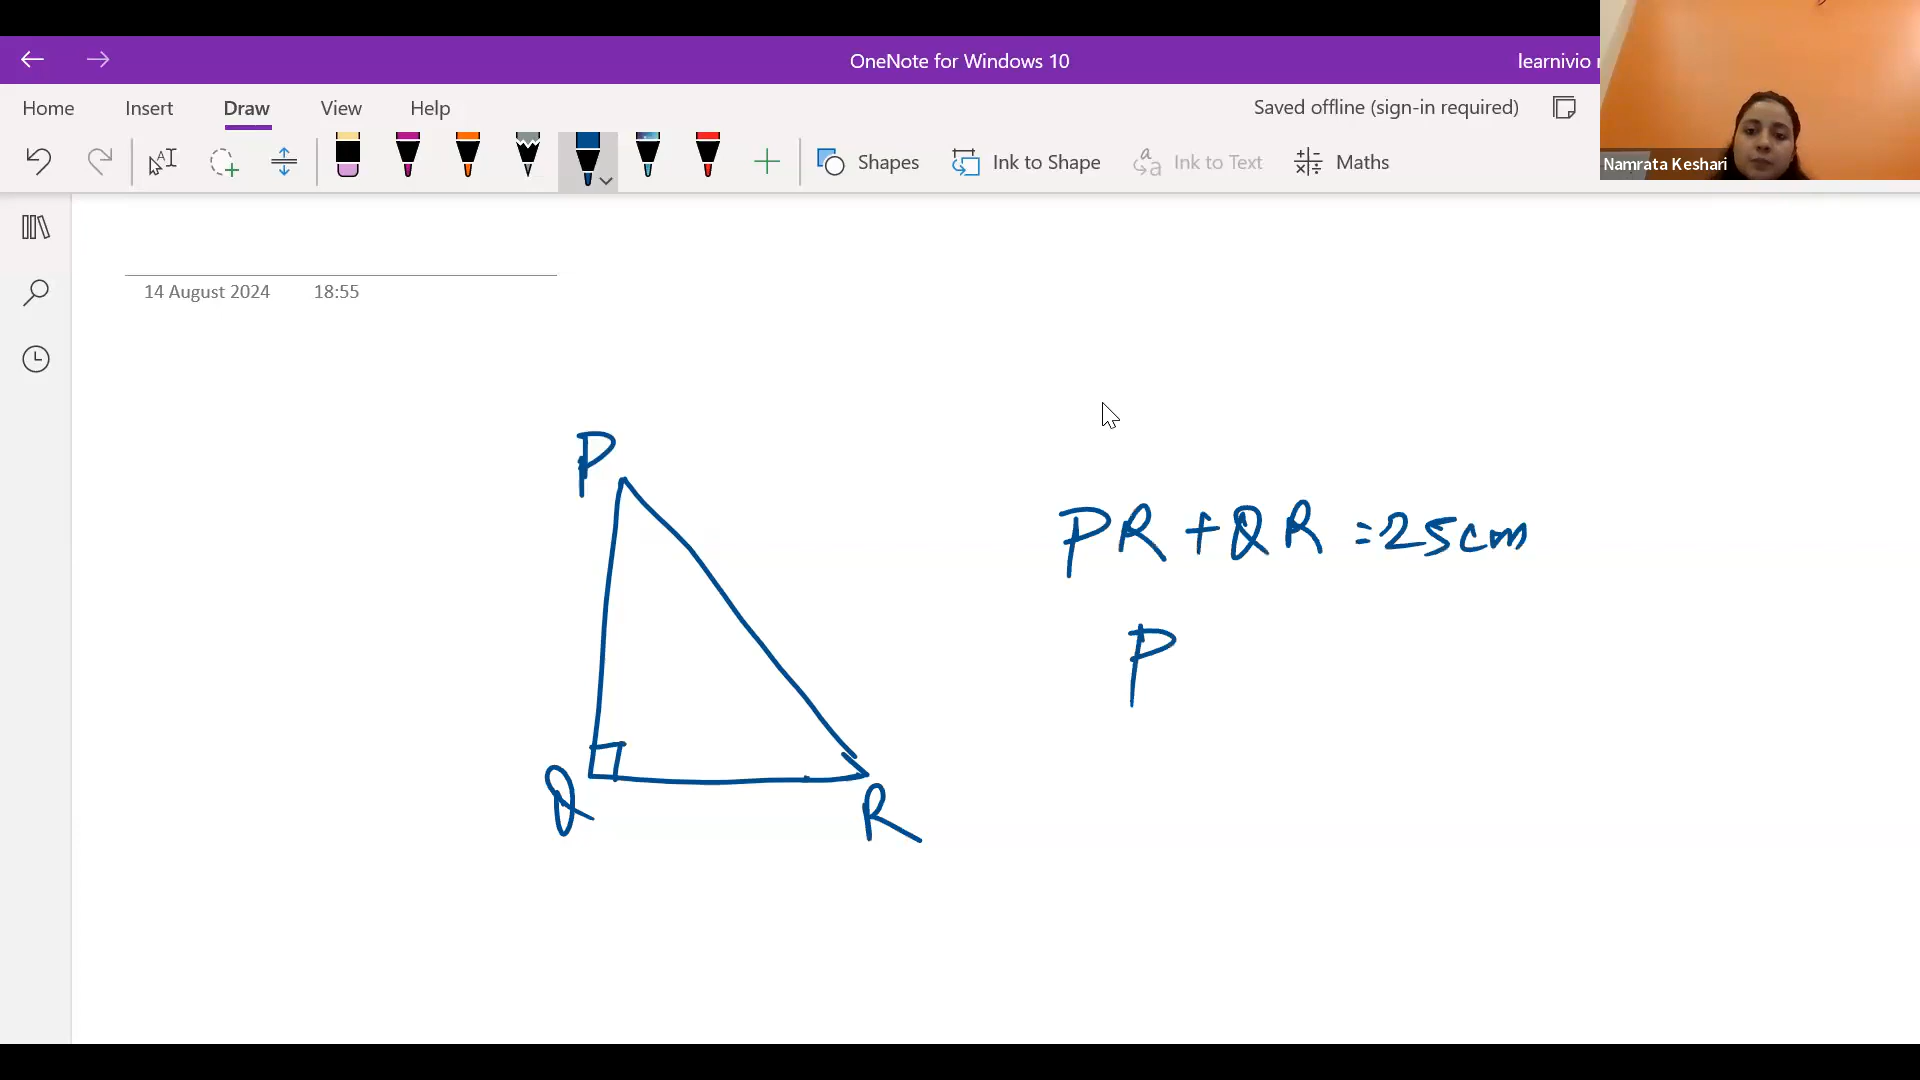 OneNote for Windows 10
learnivio
Home Insert Draw View Help
Saved offline (sign-in required)
Shapes Ink to Shape Ink to Text Maths
Namrata Keshari
14 August 2024 18:55
P
PR + QR = 25cm
P
Q
R